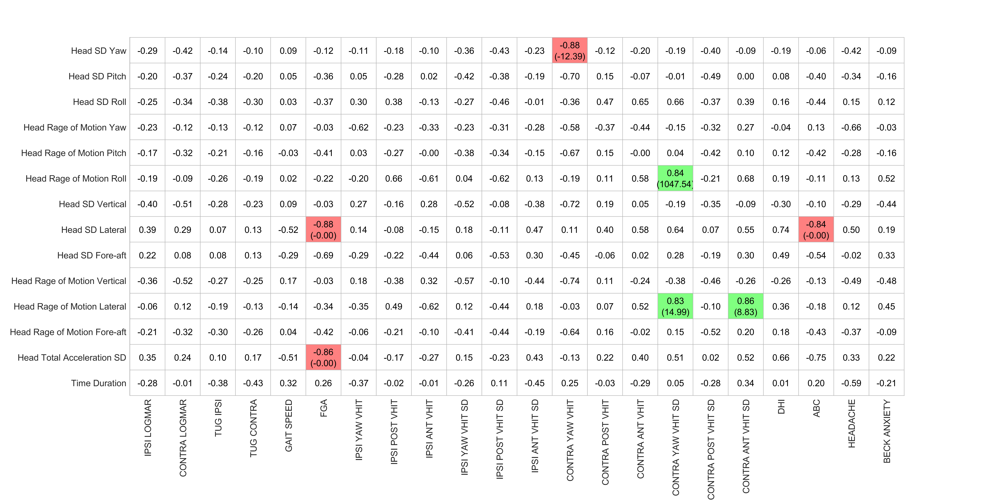 Head SD Yaw -0.29 -0.42 -0.14 -0.10 0.09 -0.12 -0.11 -0.18 -0.10 -0.36 -0.43 -0.23 -0.88 (-12.39) -0.12 -0.20 -0.19 -0.40 -0.09 -0.19 -0.06 -0.42 -0.09
Head SD Pitch -0.20 -0.37 -0.24 -0.20 0.05 -0.36 0.05 -0.28 0.02 -0.42 -0.38 -0.19 -0.70 0.15 -0.07 -0.01 -0.49 0.00 0.08 -0.40 -0.34 -0.16
Head SD Roll -0.25 -0.34 -0.38 -0.30 0.03 -0.37 0.30 0.38 -0.13 -0.27 -0.46 -0.01 -0.36 0.47 0.65 0.66 -0.37 0.39 0.16 -0.44 0.15 0.12
Head Rage of Motion Yaw -0.23 -0.12 -0.13 -0.12 0.07 -0.03 -0.62 -0.23 -0.33 -0.23 -0.31 -0.28 -0.58 -0.37 -0.44 -0.15 -0.32 0.27 -0.04 0.13 -0.66 -0.03
Head Rage of Motion Pitch -0.17 -0.32 -0.21 -0.16 -0.03 -0.41 0.03 -0.27 -0.00 -0.38 -0.34 -0.15 -0.67 0.15 -0.00 0.04 -0.42 0.10 0.12 -0.42 -0.28 -0.16
Head Rage of Motion Roll -0.19 -0.09 -0.26 -0.19 0.02 -0.22 -0.20 0.66 -0.61 0.04 -0.62 0.13 -0.19 0.11 0.58 0.84 (1047.54) -0.21 0.68 0.19 -0.11 0.13 0.52
Head SD Vertical -0.40 -0.51 -0.28 -0.23 0.09 -0.03 0.27 -0.16 0.28 -0.52 -0.08 -0.38 -0.72 0.19 0.05 -0.19 -0.35 -0.09 -0.30 -0.10 -0.29 -0.44
Head SD Lateral 0.39 0.29 0.07 0.13 -0.52 -0.88 (-0.00) 0.14 -0.08 -0.15 0.18 -0.11 0.47 0.11 0.40 0.58 0.64 0.07 0.55 0.74 -0.84 (-0.00) 0.50 0.19
Head SD Fore-aft 0.22 0.08 0.08 0.13 -0.29 -0.69 -0.29 -0.22 -0.44 0.06 -0.53 0.30 -0.45 -0.06 0.02 0.28 -0.19 0.30 0.49 -0.54 -0.02 0.33
Head Rage of Motion Vertical -0.36 -0.52 -0.27 -0.25 0.17 -0.03 0.18 -0.38 0.32 -0.57 -0.10 -0.44 -0.74 0.11 -0.24 -0.38 -0.46 -0.26 -0.26 -0.13 -0.49 -0.48
Head Rage of Motion Lateral -0.06 0.12 -0.19 -0.13 -0.14 -0.34 -0.35 0.49 -0.62 0.12 -0.44 0.18 -0.03 0.07 0.52 0.83 (14.99) -0.10 0.86 (8.83) 0.36 -0.18 0.12 0.45
Head Rage of Motion Fore-aft -0.21 -0.32 -0.30 -0.26 0.04 -0.42 -0.06 -0.21 -0.10 -0.41 -0.44 -0.19 -0.64 0.16 -0.02 0.15 -0.52 0.20 0.18 -0.43 -0.37 -0.09
Head Total Acceleration SD 0.35 0.24 0.10 0.17 -0.51 -0.86 (-0.00) -0.04 -0.17 -0.27 0.15 -0.23 0.43 -0.13 0.22 0.40 0.51 0.02 0.52 0.66 -0.75 0.33 0.22
Time Duration -0.28 -0.01 -0.38 -0.43 0.32 0.26 -0.37 -0.02 -0.01 -0.26 0.11 -0.45 0.25 -0.03 -0.29 0.05 -0.28 0.34 0.01 0.20 -0.59 -0.21
IPSI LOGMAR
CONTRA LOGMAR
TUG IPSI
TUG CONTRA
GAIT SPEED
FGA
IPSI YAW VHIT
IPSI POST VHIT
IPSI ANT VHIT
IPSI YAW VHIT SD
IPSI POST VHIT SD
IPSI ANT VHIT SD
CONTRA YAW VHIT
CONTRA POST VHIT
CONTRA ANT VHIT
CONTRA YAW VHIT SD
CONTRA POST VHIT SD
CONTRA ANT VHIT SD
DHI
ABC
HEADACHE
BECK ANXIETY